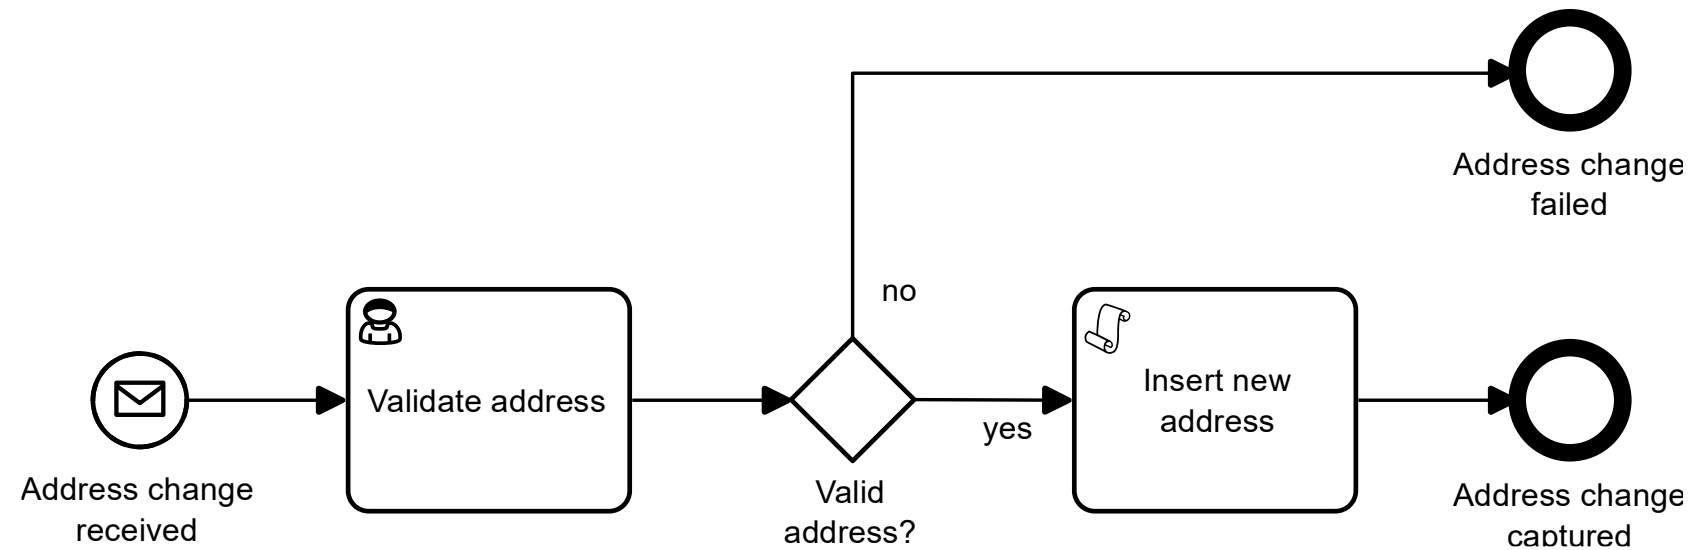 Address change
received
Validate address
Valid
address?
no
yes
Insert new
address
Address change
failed
Address change
captured